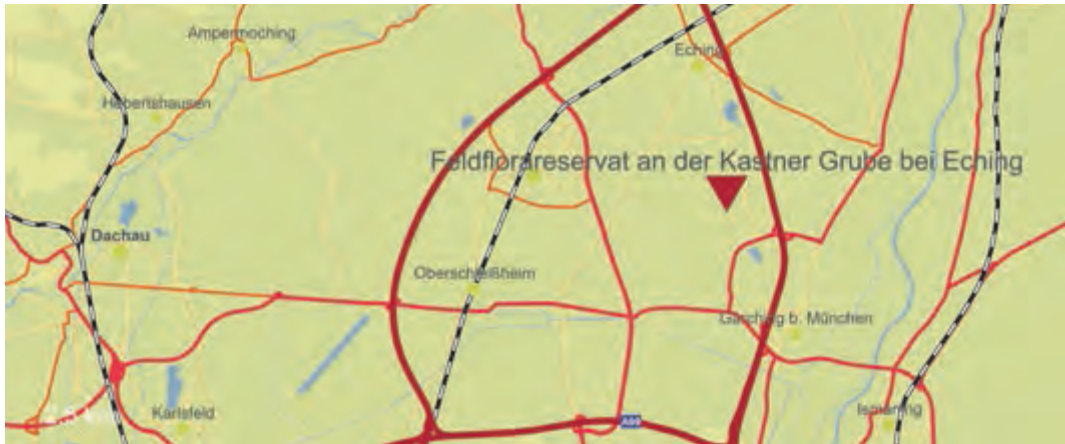 Ampermoching
Eching
Hebertshausen
Feldflorareservat an der Kastner Grube bei Eching
Dachau
Oberschleißheim
Garching b. München
Karlsfeld
Ismaning